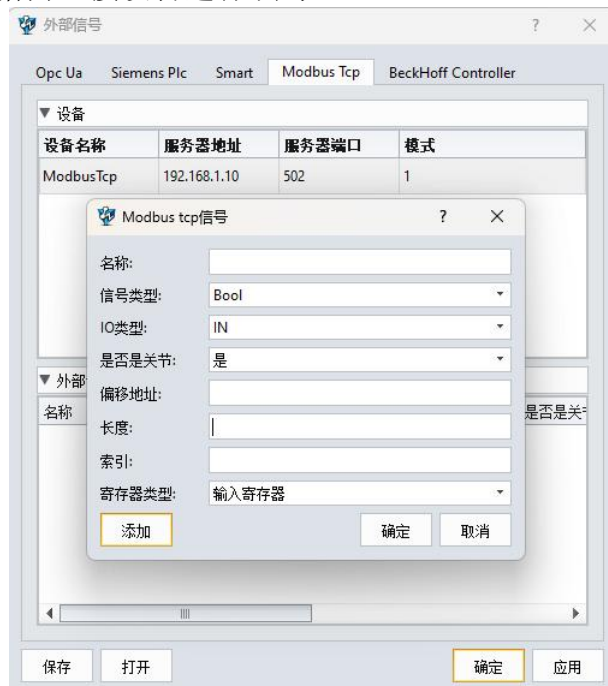 外部信号
Opc Ua Siemens Plc Smart Modbus Tcp BeckHoff Controller
设备
设备名称 服务器地址 服务器端口 模式
ModbusTcp 192.168.1.10 502 1
Modbus tcp信号
名称:
信号类型: Bool
IO类型: IN
是否是关节: 是
外部
偏移地址:
名称 是否是关
长度:
索引:
寄存器类型: 输入寄存器
添加 确定 取消
保存 打开 确定 应用